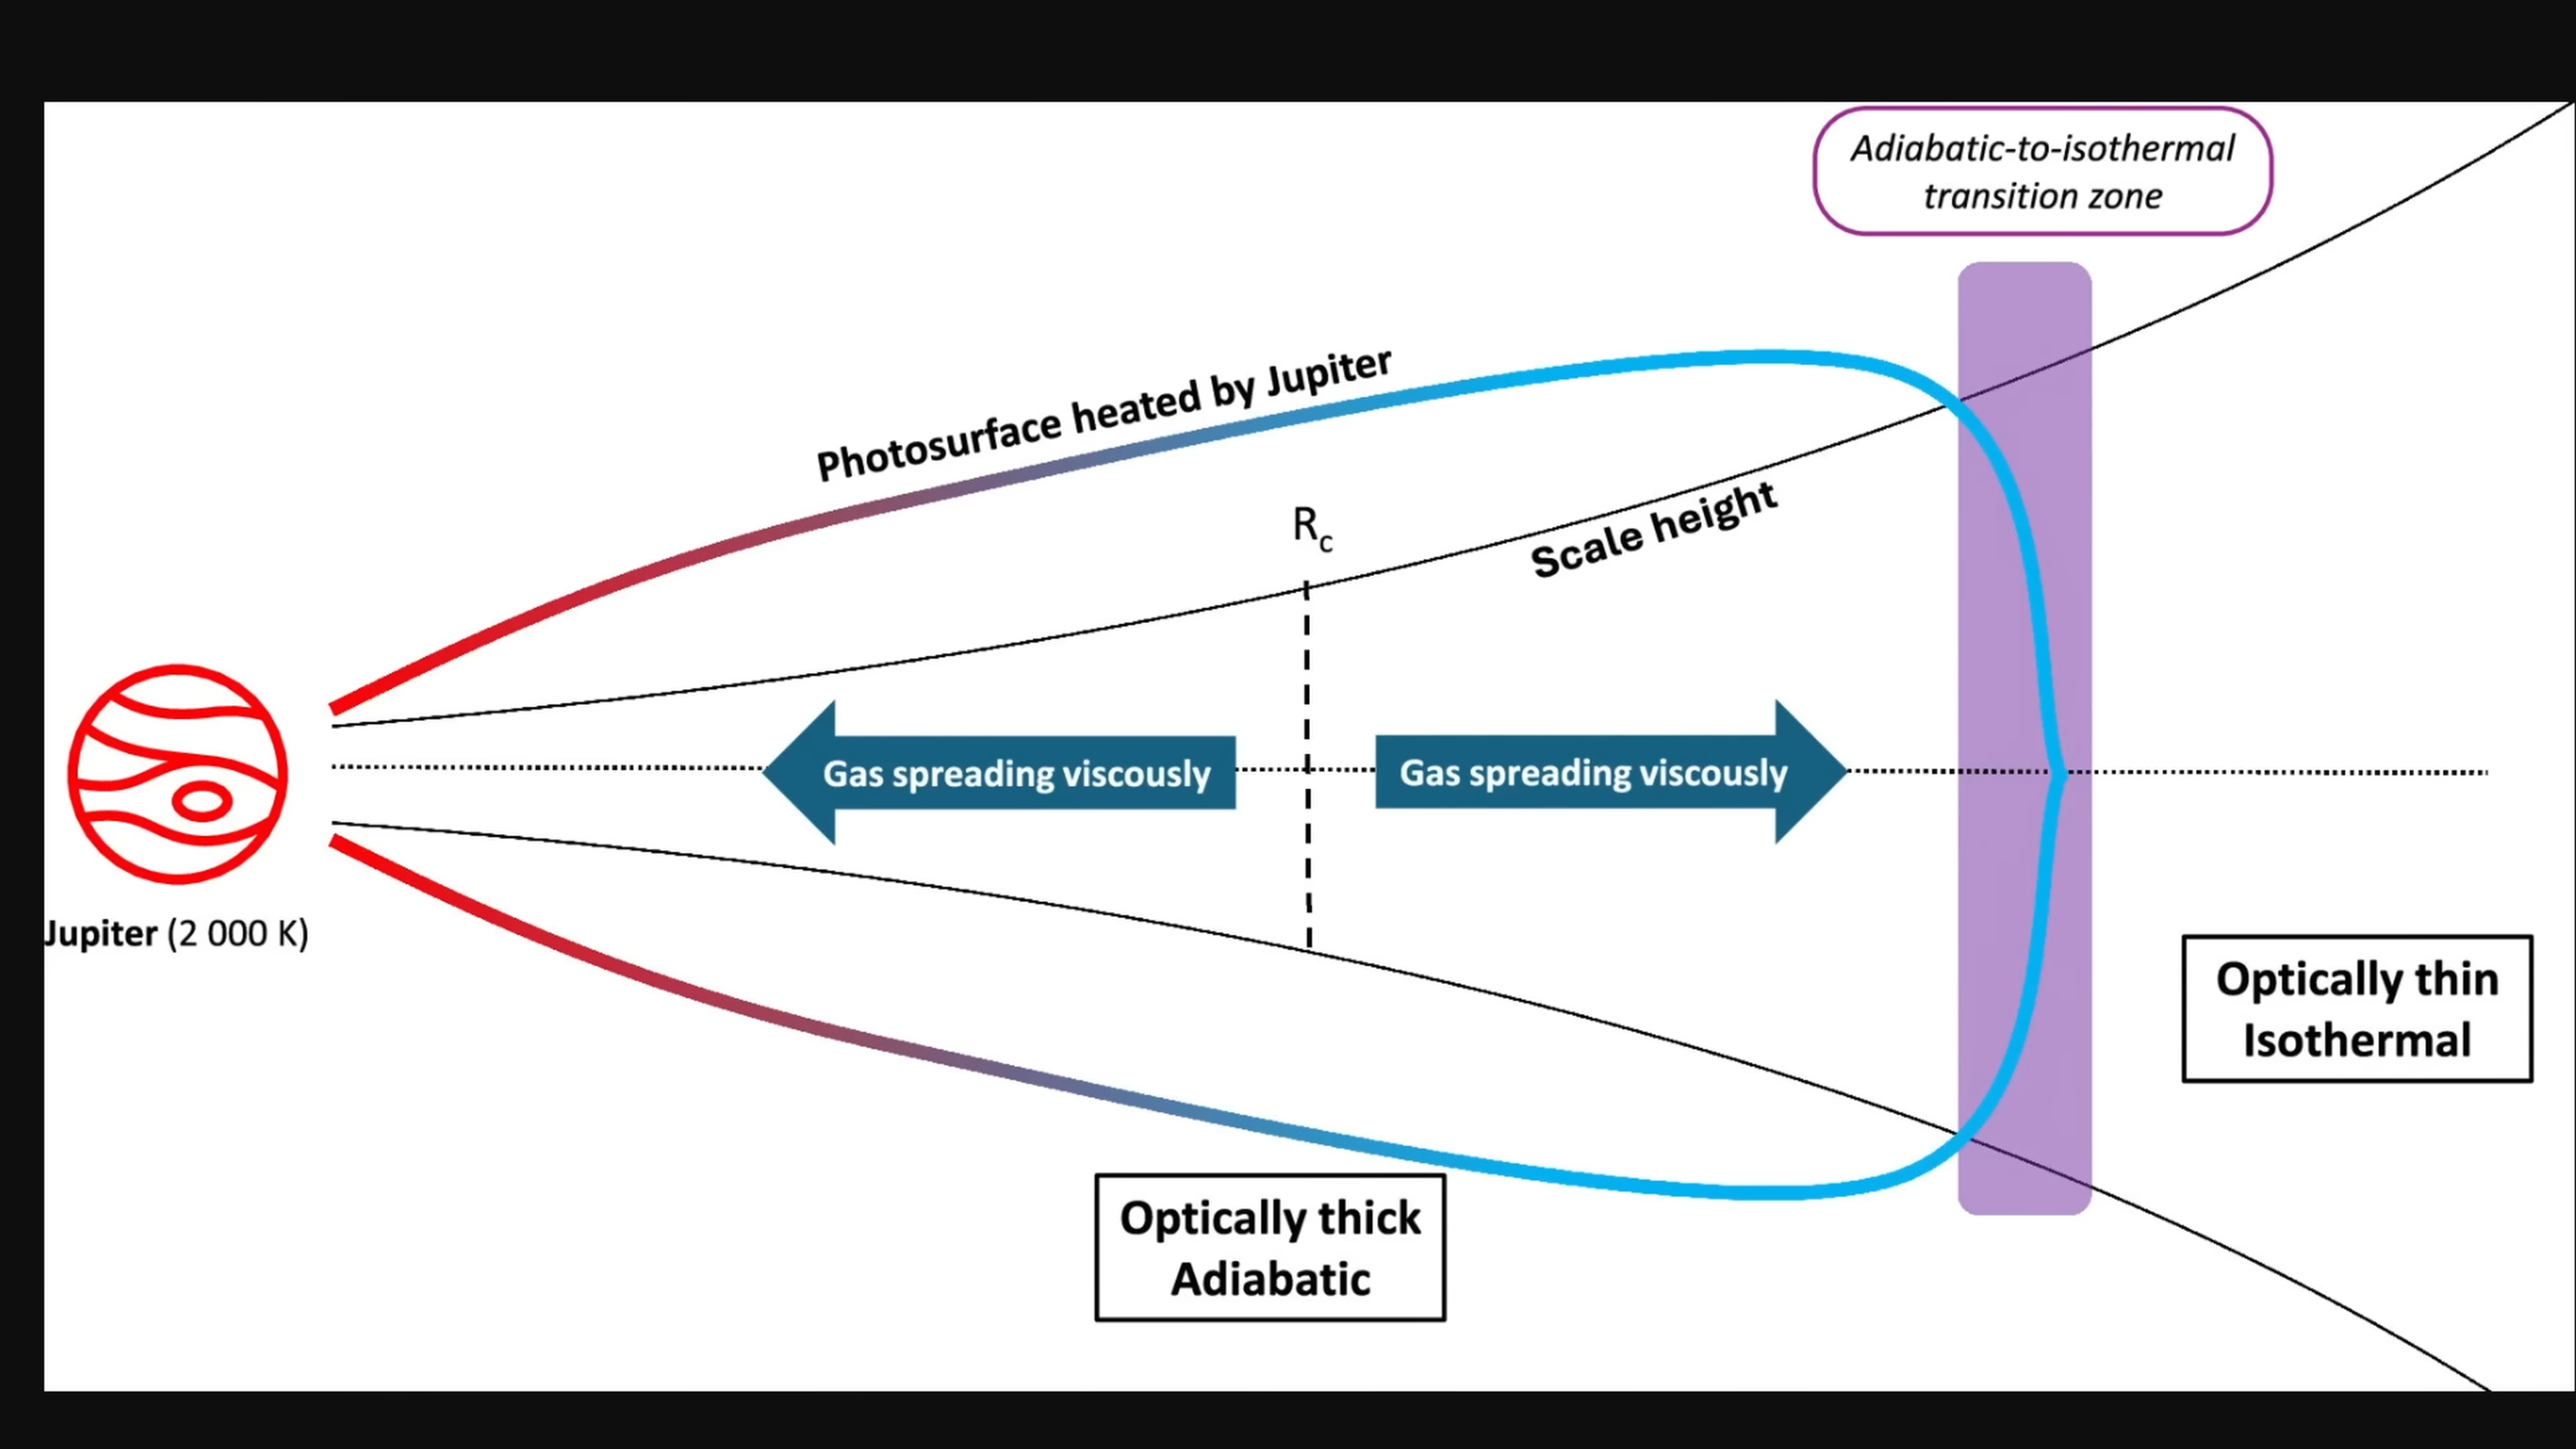 Adiabatic-to-isothermal
transition zone
Photosurface heated by Jupiter
Rc
Scale height
Gas spreading viscously
Gas spreading viscously
Jupiter (2 000 K)
Optically thin
Isothermal
Optically thick
Adiabatic